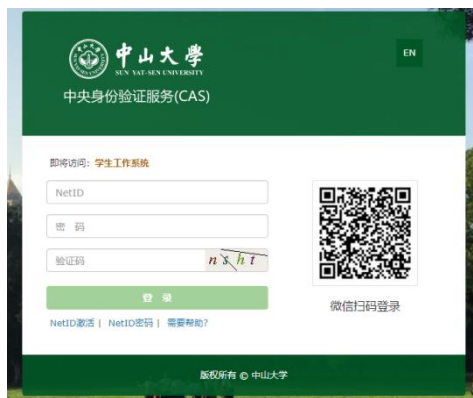 中山大學
SUN YAT-SEN UNIVERSITY
EN
中央身份验证服务(CAS)
即将访问: 学生工作系统
NetID
密 码
验证码
nsht
登 录
微信扫码登录
NetID激活 | NetID密码 | 需要帮助?
版权所有 © 中山大学